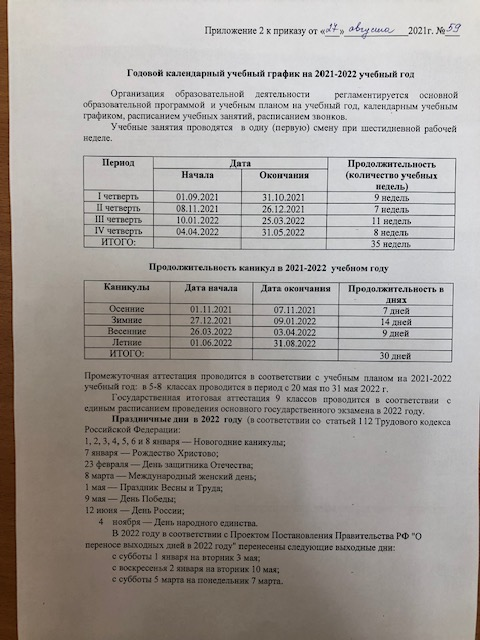 Приложение 2 к приказу от «27» августа 2021г. № 59
Годовой календарный учебный график на 2021-2022 учебный год
Организация образовательной деятельности регламентируется основной
образовательной программой и учебным планом на учебный год, календарным учебным
графиком, расписанием учебных занятий, расписанием звонков.
Учебные занятия проводятся в одну (первую) смену при шестидневной рабочей
неделе.
Период Дата Продолжительность
Начала Окончания (количество учебных
недель)
I четверть 01.09.2021 31.10.2021 9 недель
II четверть 08.11.2021 26.12.2021 7 недель
III четверть 10.01.2022 25.03.2022 11 недель
IV четверть 04.04.2022 31.05.2022 8 недель
ИТОГО: 35 недель
Продолжительность каникул в 2021-2022 учебном году
Каникулы Дата начала Дата окончания Продолжительность в
днях
Осенние 01.11.2021 07.11.2021 7 дней
Зимние 27.12.2021 09.01.2022 14 дней
Весенние 26.03.2022 03.04.2022 9 дней
Летние 01.06.2022 31.08.2022
ИТОГО: 30 дней
Промежуточная аттестация проводится в соответствии с учебным планом на 2021-2022
учебный год: в 5-8 классах проводится в период с 20 мая по 31 мая 2022 г.
Государственная итоговая аттестация 9 классов проводится в соответствии с
единым расписанием проведения основного государственного экзамена в 2022 году.
Праздничные дни в 2022 году (в соответствии со статьей 112 Трудового кодекса
Российской Федерации:
1, 2, 3, 4, 5, 6 и 8 января — Новогодние каникулы;
7 января — Рождество Христово;
23 февраля — День защитника Отечества;
8 марта — Международный женский день;
1 мая — Праздник Весны и Труда;
9 мая — День Победы;
12 июня — День России;
4 ноября — День народного единства.
В 2022 году в соответствии с Проектом Постановления Правительства РФ "О
переносе выходных дней в 2022 году" перенесены следующие выходные дни:
с субботы 1 января на вторник 3 мая;
с воскресенья 2 января на вторник 10 мая;
с субботы 5 марта на понедельник 7 марта.